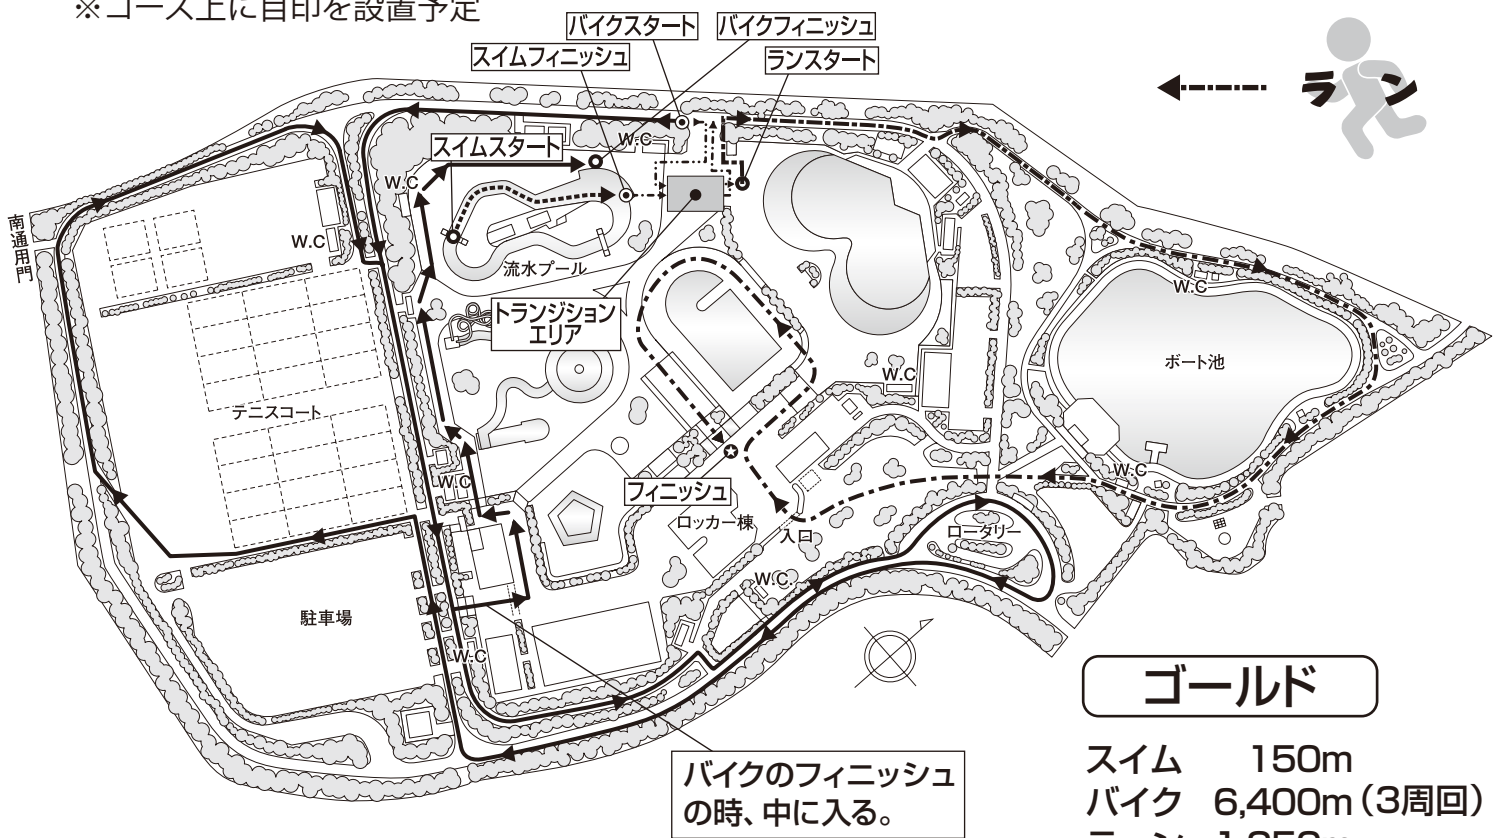 ※コース上に目印を設置予定
バイクスタート
バイクフィニッシュ
スイムフィニッシュ
ランスタート
ラン
スイムスタート
W.C
W.C
W.C
南通用門
流水プール
トランジション
エリア
W.C
ボート池
W.C
テニスコート
W.C
W.C
フィニッシュ
ロッカー棟
入口
ロータリー
W.C.
駐車場
W.C
ゴールド
バイクのフィニッシュ
の時、中に入る。
スイム 150m
バイク 6,400m（3周回）